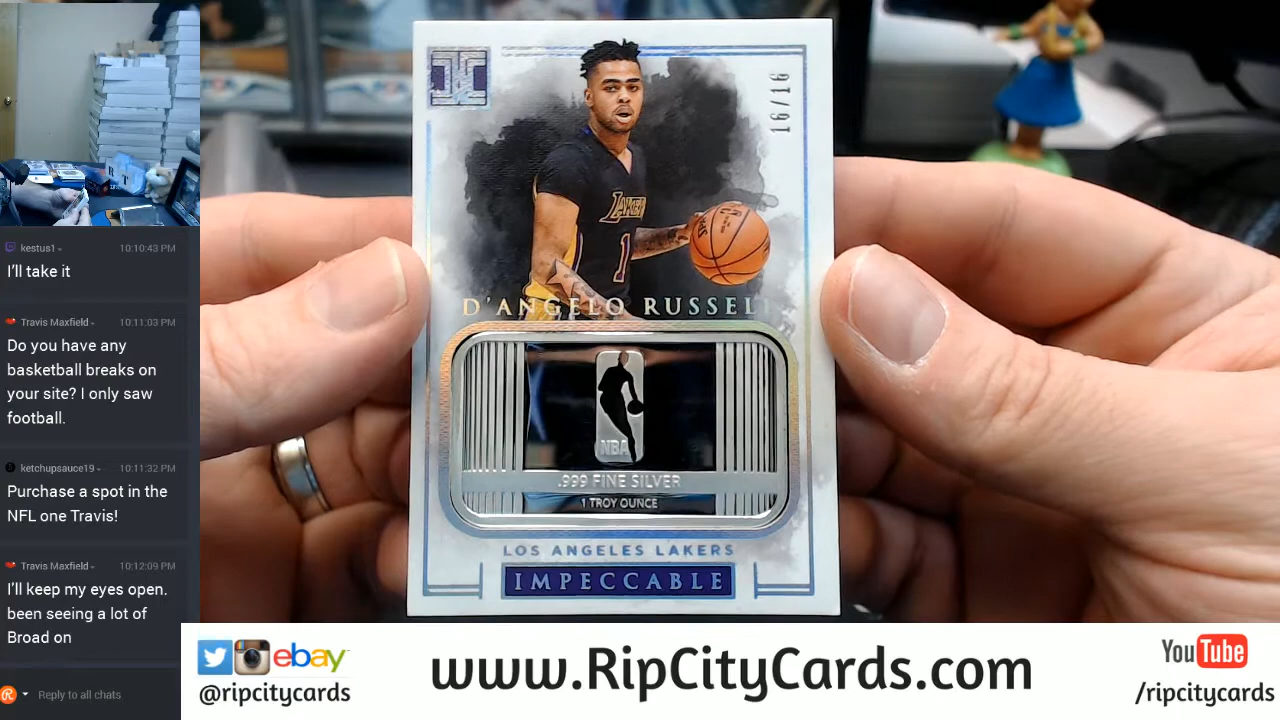 kestus1
10:10:43 PM
I'll take it
Travis Maxfield
10:11:03 PM
Do you have any
basketball breaks on
your site? I only saw
football.
ketchupsauce19
10:11:32 PM
Purchase a spot in the
NFL one Travis!
Travis Maxfield
10:12:09 PM
I'll keep my eyes open.
been seeing a lot of
Broad on
Reply to all chats
16/16
LAKERS
1
D'ANGELO RUSSELL
NBA
.999 FINE SILVER
1 TROY OUNCE
LOS ANGELES LAKERS
IMPECCABLE
ebay
@ripcitycards
www.RipCityCards.com
YouTube
/ripcitycards